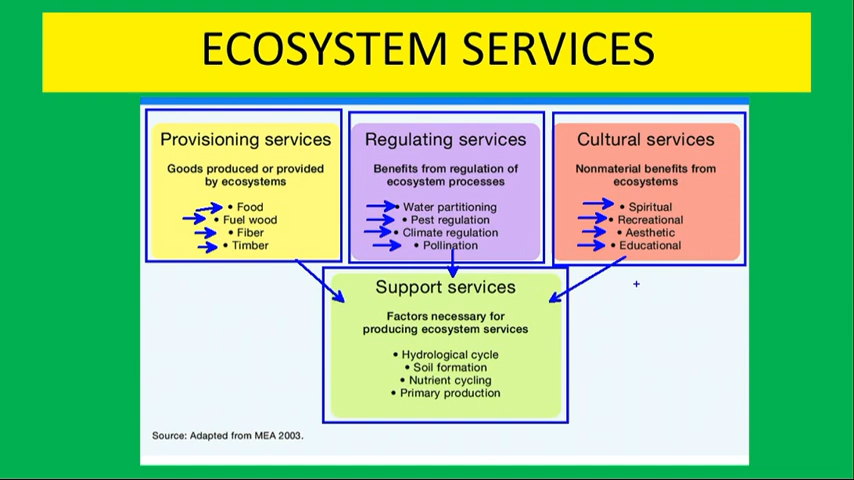 ECOSYSTEM SERVICES
Provisioning services
Goods produced or provided
by ecosystems
• Food
• Fuel wood
• Fiber
• Timber
Regulating services
Benefits from regulation of
ecosystem processes
• Water partitioning
• Pest regulation
• Climate regulation
• Pollination
Cultural services
Nonmaterial benefits from
ecosystems
• Spiritual
• Recreational
• Aesthetic
• Educational
Support services
Factors necessary for
producing ecosystem services
• Hydrological cycle
• Soil formation
• Nutrient cycling
• Primary production
Source: Adapted from MEA 2003.